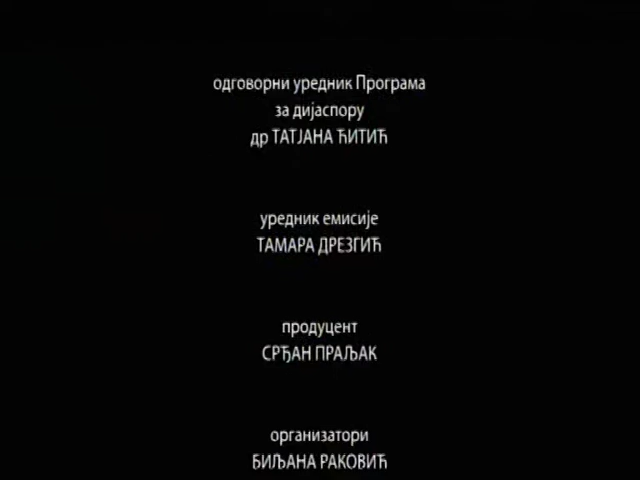 одговорни уредник Програма
за дијаспору
др ТАТЈАНА ЋИТИЋ
уредник емисије
ТАМАРА ДРЕЗГИЋ
продуцент
СРЂАН ПРАЉАК
организатори
БИЉАНА РАКОВИЋ